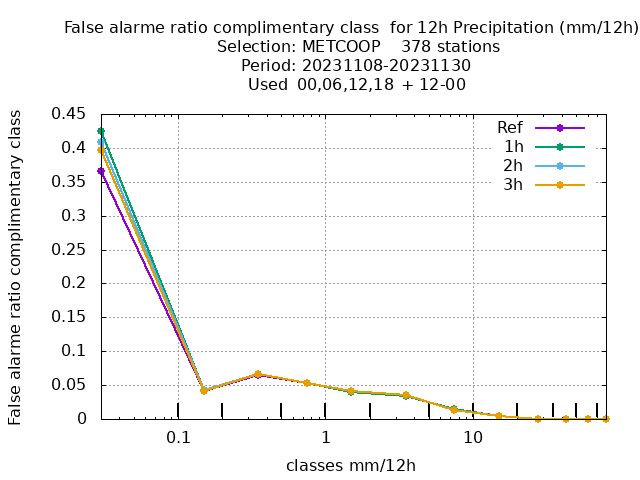 False alarme ratio complimentary class  for 12h Precipitation (mm/12h)
Selection: METCOOP    378 stations
Period: 20231108-20231130
Used  00,06,12,18 + 12-00
False alarme ratio complimentary class
0.45
0.4
0.35
0.3
0.25
0.2
0.15
0.1
0.05
0
Ref
1h
2h
3h
0.1
1
10
classes mm/12h